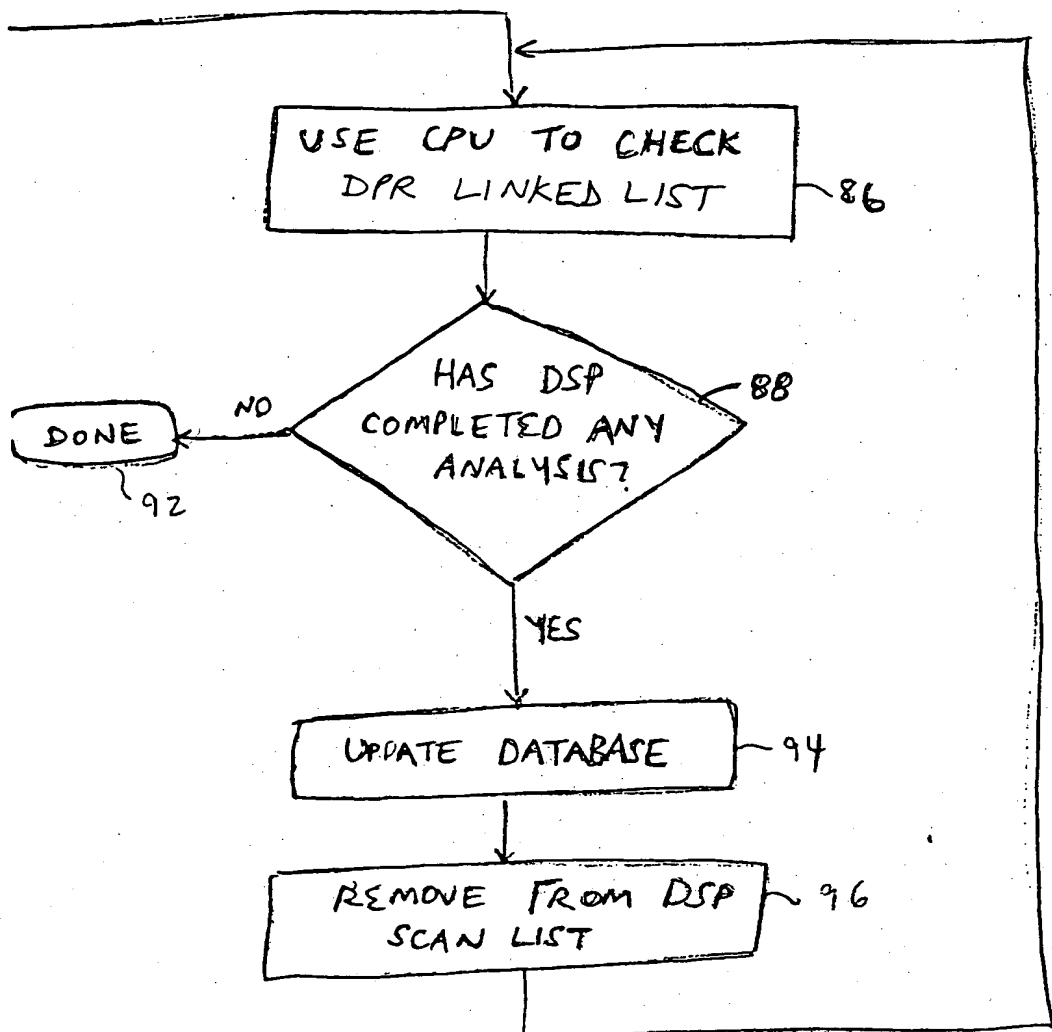 USE CPU TO CHECK
DPR LINKED LIST
86
HAS DSP
COMPLETED ANY
ANALYSIS?
88
NO
DONE
92
YES
UPDATE DATABASE
94
REMOVE FROM DSP
SCAN LIST
96